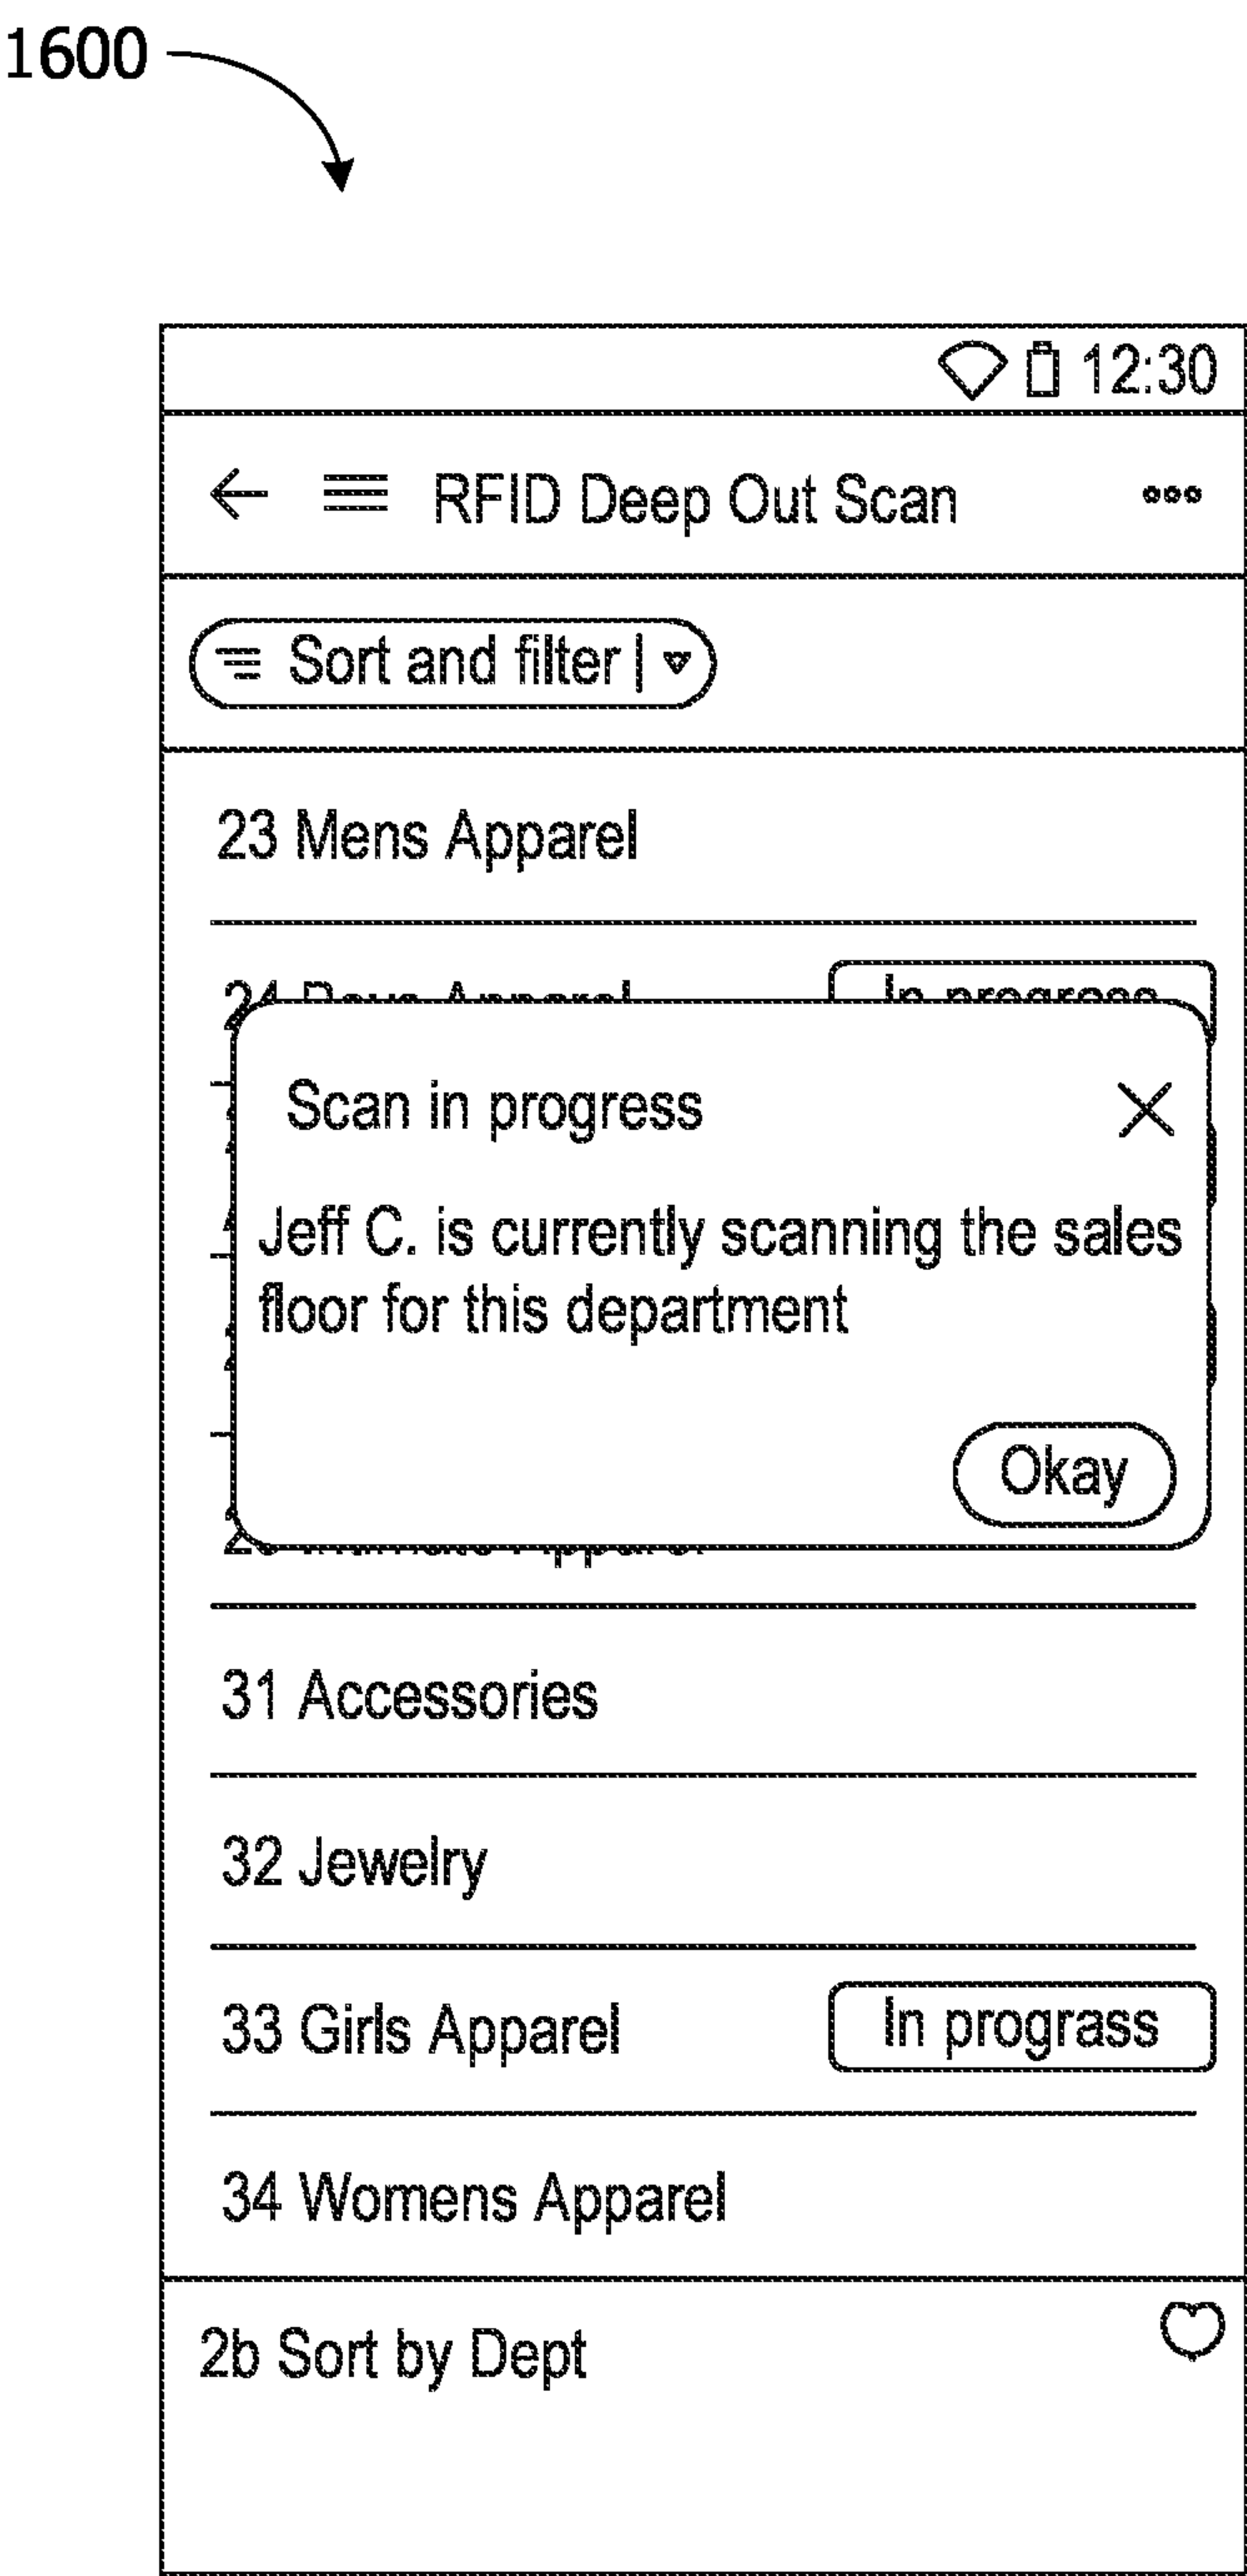 1600
12:30
RFID Deep Out Scan
Sort and filter
23 Mens Apparel
Scan in progress
Jeff C. is currently scanning the sales
floor for this department
Okay
31 Accessories
32 Jewelry
33 Girls Apparel In prograss
34 Womens Apparel
2b Sort by Dept